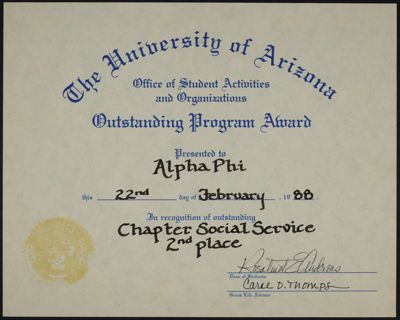 The University of Arizona
Office of Student Activities
and Organizations
Outstanding Program Award
Presented to
Alpha Phi
this 22nd day of February, 1988.
In recognition of outstanding
Chapter Social Service
2nd place
Dean of Students
Carol D. Thomps
Greek Life Advisor